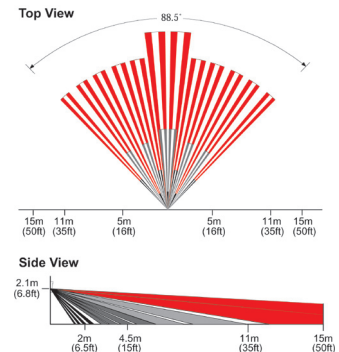 Top View
88.5°
15m 11m 5m 5m 11m 15m
(50ft) (35ft) (16ft) (16ft) (35ft) (50ft)
Side View
2.1m
(6.8ft)
2m 4.5m 11m 15m
(6.5ft) (15ft) (35ft) (50ft)